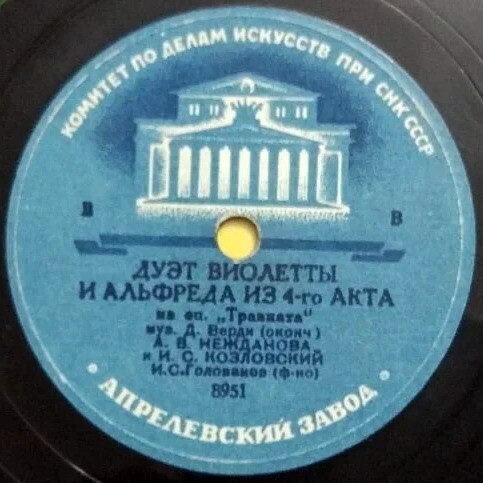 КОМИТЕТ ПО ДЕЛАМ ИСКУССТВ ПРИ СНК СССР
В В
ДУЭТ ВИОЛЕТТЫ
И АЛЬФРЕДА ИЗ 4-го АКТА
из оп. „Травиата"
муз. Д. Верди (оконч)
А. В. НЕЖДАНОВА
и И. С. КОЗЛОВСКИЙ
И.С.Голованов (ф-но)
8951
· АПРЕЛЕВСКИЙ ЗАВОД ·